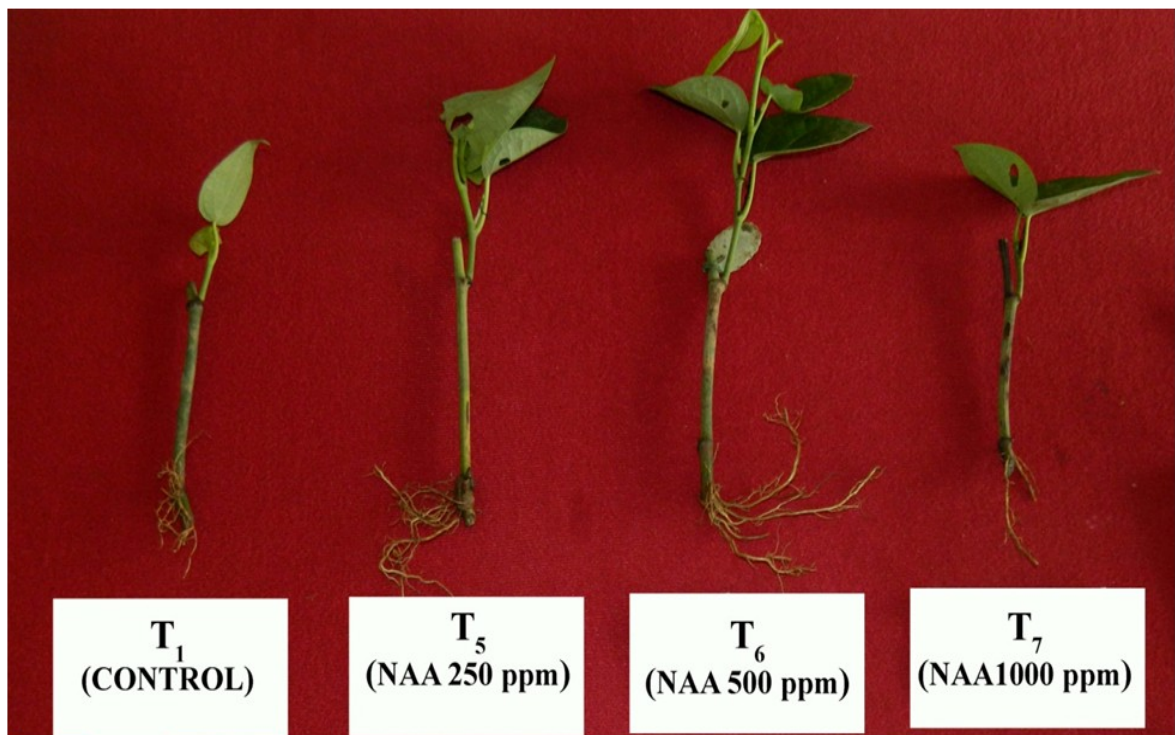 T₁
(CONTROL)
T₅
(NAA 250 ppm)
T₆
(NAA 500 ppm)
T₇
(NAA1000 ppm)